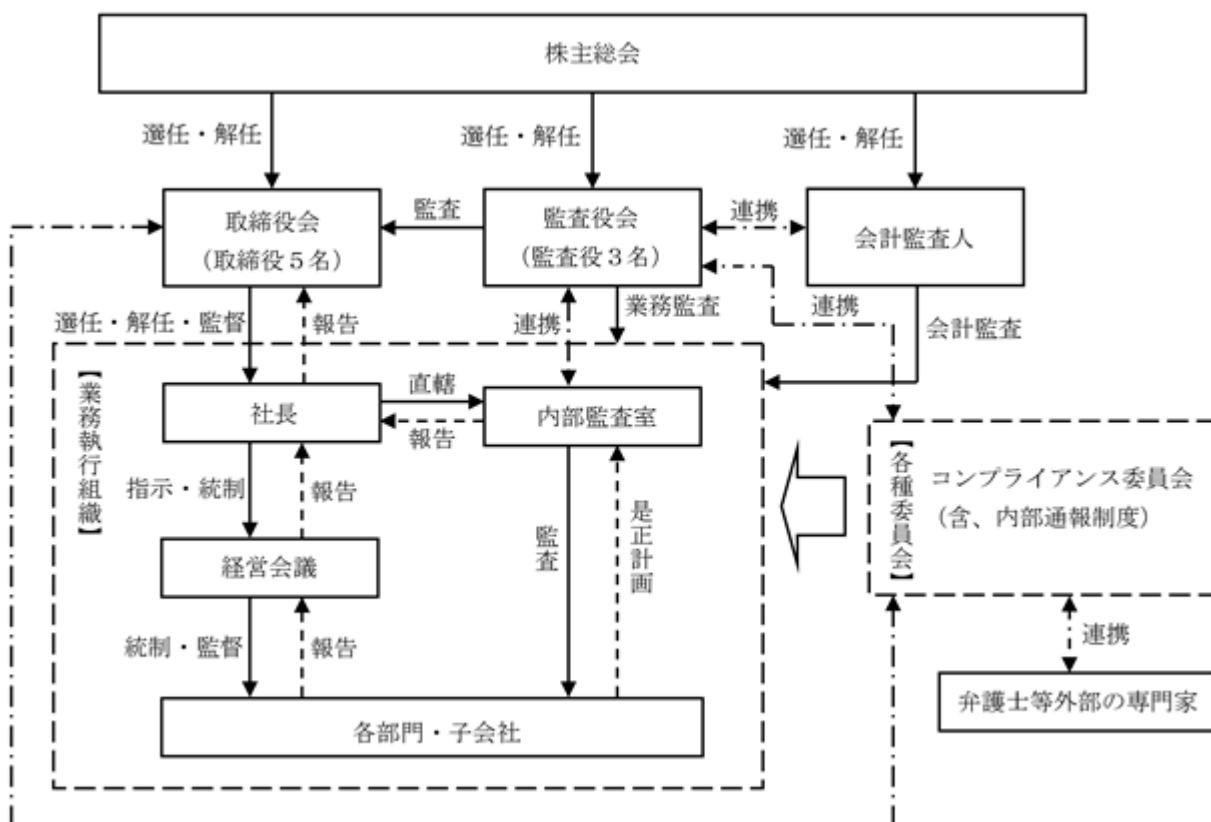 株主総会
選任・解任
選任・解任
選任・解任
取締役会
(取締役5名)
監査
監査役会
(監査役3名)
連携
会計監査人
選任・解任・監督
報告
連携
業務監査
連携
会計監査
【業務執行組織】
社長
直轄
報告
内部監査室
指示・統制
報告
監査
是正計画
【各種委員会】
コンプライアンス委員会
(含、内部通報制度)
経営会議
統制・監督
報告
連携
各部門・子会社
弁護士等外部の専門家